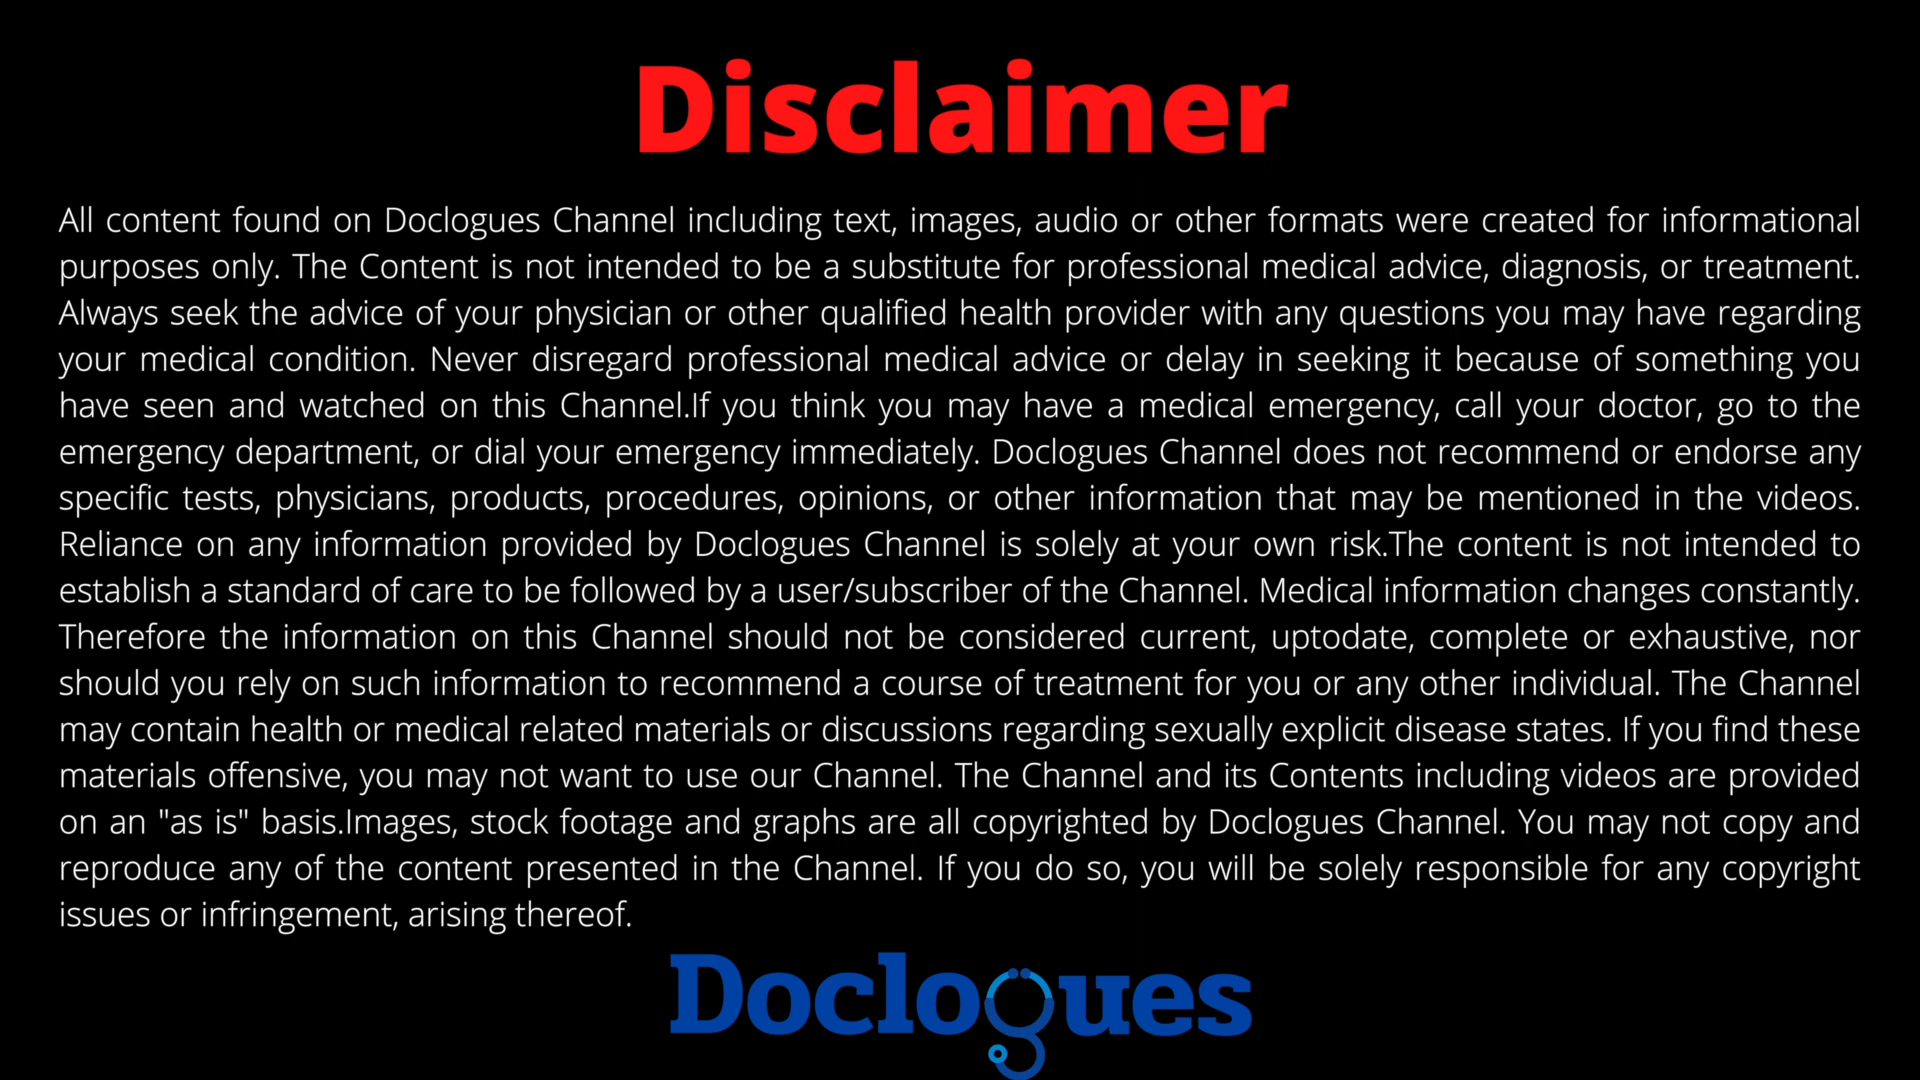 Disclaimer
All content found on Doclogues Channel including text, images, audio or other formats were created for informational
purposes only. The Content is not intended to be a substitute for professional medical advice, diagnosis, or treatment.
Always seek the advice of your physician or other qualified health provider with any questions you may have regarding
your medical condition. Never disregard professional medical advice or delay in seeking it because of something you
have seen and watched on this Channel.If you think you may have a medical emergency, call your doctor, go to the
emergency department, or dial your emergency immediately. Doclogues Channel does not recommend or endorse any
specific tests, physicians, products, procedures, opinions, or other information that may be mentioned in the videos.
Reliance on any information provided by Doclogues Channel is solely at your own risk.The content is not intended to
establish a standard of care to be followed by a user/subscriber of the Channel. Medical information changes constantly.
Therefore the information on this Channel should not be considered current, uptodate, complete or exhaustive, nor
should you rely on such information to recommend a course of treatment for you or any other individual. The Channel
may contain health or medical related materials or discussions regarding sexually explicit disease states. If you find these
materials offensive, you may not want to use our Channel. The Channel and its Contents including videos are provided
on an "as is" basis.Images, stock footage and graphs are all copyrighted by Doclogues Channel. You may not copy and
reproduce any of the content presented in the Channel. If you do so, you will be solely responsible for any copyright
issues or infringement, arising thereof.
Doclogues